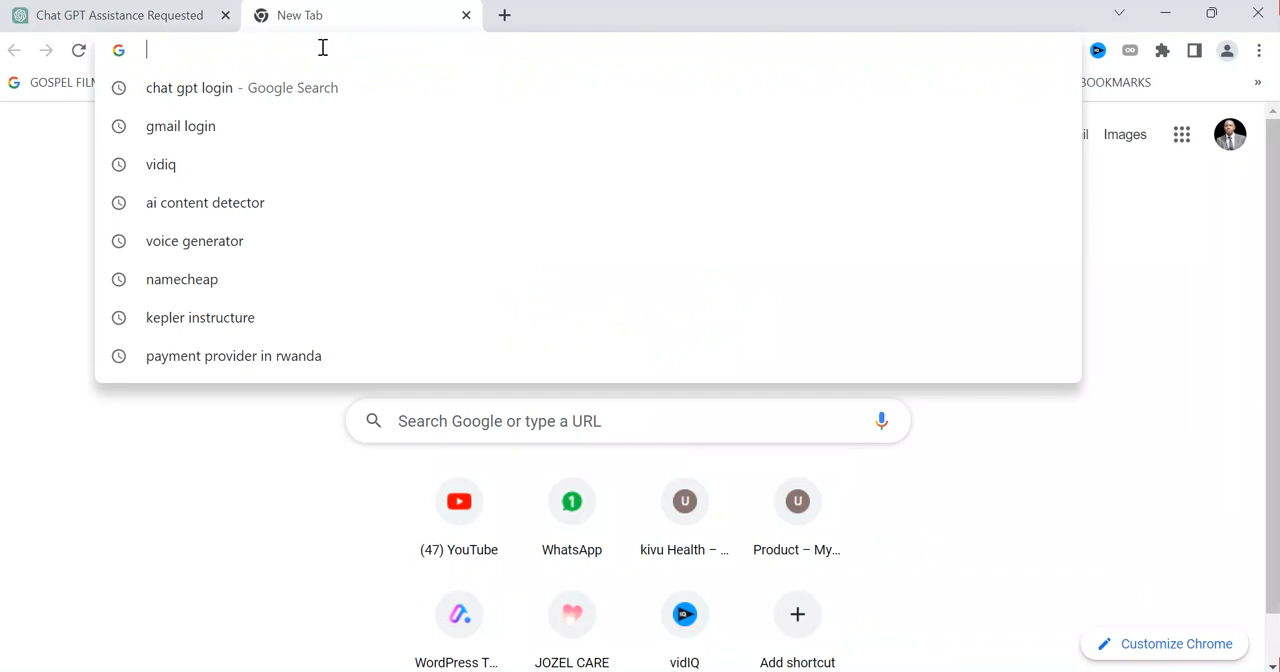 Chat GPT Assistance Requested
New Tab
GOSPEL FILM
BOOKMARKS
»
chat gpt login - Google Search
gmail login
vidiq
ai content detector
voice generator
namecheap
kepler instructure
payment provider in rwanda
il Images
Search Google or type a URL
(47) YouTube
WhatsApp
kivu Health – ...
Product – My...
WordPress T...
JOZEL CARE
vidIQ
Add shortcut
Customize Chrome